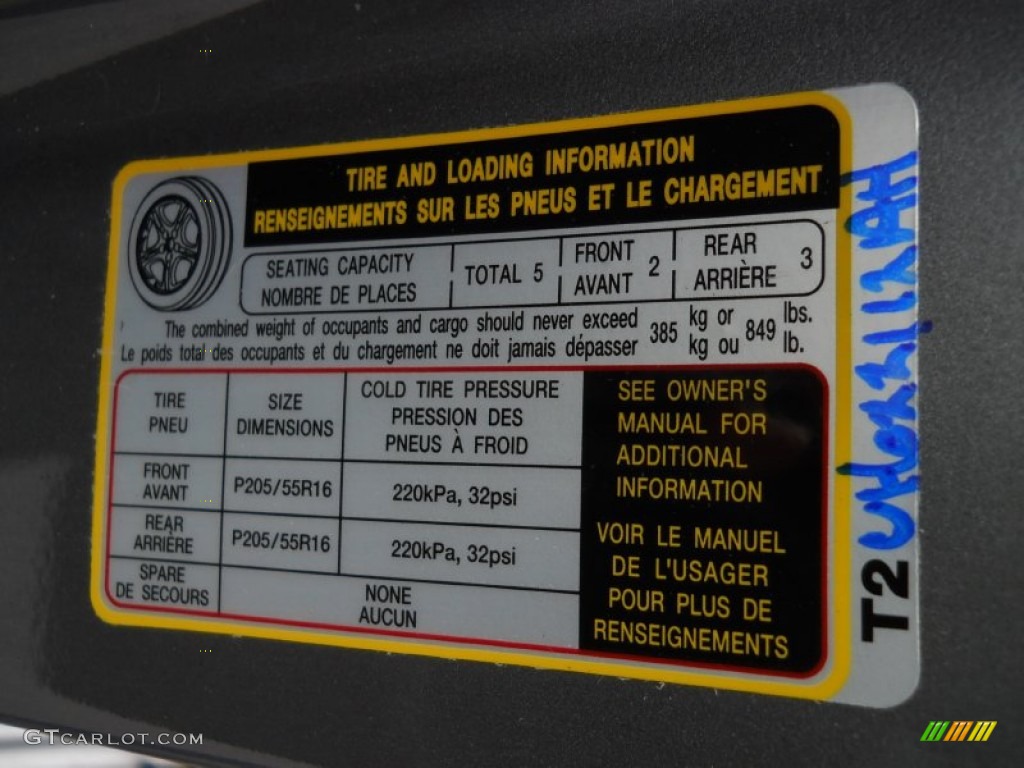 TIRE AND LOADING INFORMATION
RENSEIGNEMENTS SUR LES PNEUS ET LE CHARGEMENT
SEATING CAPACITY
NOMBRE DE PLACES
TOTAL 5
FRONT
AVANT
2
REAR
ARRIÈRE
3
The combined weight of occupants and cargo should never exceed
Le poids total des occupants et du chargement ne doit jamais dépasser
385
kg or
kg ou
849
lbs.
lb.
TIRE
PNEU
SIZE
DIMENSIONS
COLD TIRE PRESSURE
PRESSION DES
PNEUS À FROID
FRONT
AVANT
P205/55R16
220kPa, 32psi
REAR
ARRIÈRE
P205/55R16
220kPa, 32psi
SPARE
DE SECOURS
NONE
AUCUN
SEE OWNER'S
MANUAL FOR
ADDITIONAL
INFORMATION
VOIR LE MANUEL
DE L'USAGER
POUR PLUS DE
RENSEIGNEMENTS
T2
GTCARLOT.COM